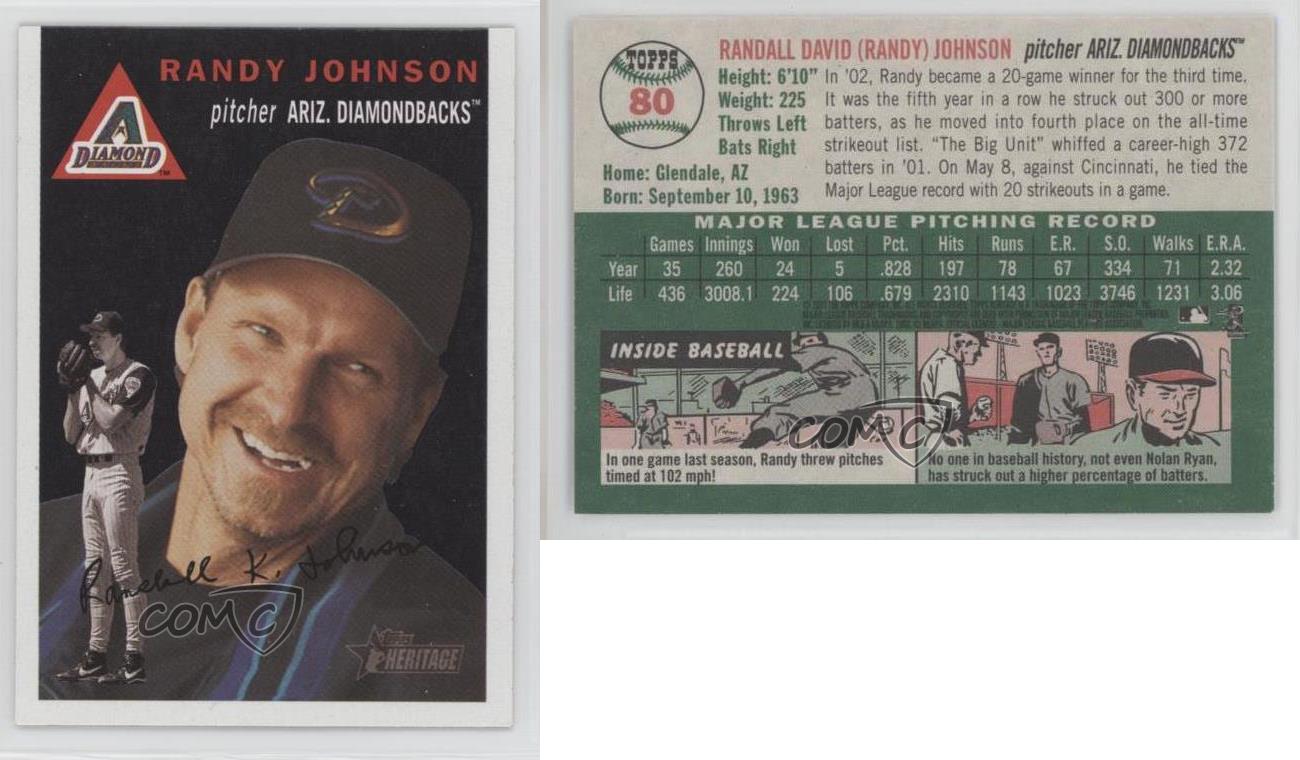 RANDY JOHNSON
pitcher ARIZ. DIAMONDBACKS™
A
DIAMOND
BACKS
TM
Randall K. Johnson
COMC
Topps
HERITAGE
TOPPS
80
RANDALL DAVID (RANDY) JOHNSON pitcher ARIZ. DIAMONDBACKS™
Height: 6'10"
Weight: 225
Throws Left
Bats Right
Home: Glendale, AZ
Born: September 10, 1963
In '02, Randy became a 20-game winner for the third time.
It was the fifth year in a row he struck out 300 or more
batters, as he moved into fourth place on the all-time
strikeout list. “The Big Unit” whiffed a career-high 372
batters in '01. On May 8, against Cincinnati, he tied the
Major League record with 20 strikeouts in a game.
MAJOR LEAGUE PITCHING RECORD
Games Innings Won Lost Pct. Hits Runs E.R. S.O. Walks E.R.A.
Year 35 260 24 5 .828 197 78 67 334 71 2.32
Life 436 3008.1 224 106 .679 2310 1143 1023 3746 1231 3.06
INSIDE BASEBALL
COMC
In one game last season, Randy threw pitches
timed at 102 mph!
No one in baseball history, not even Nolan Ryan,
has struck out a higher percentage of batters.